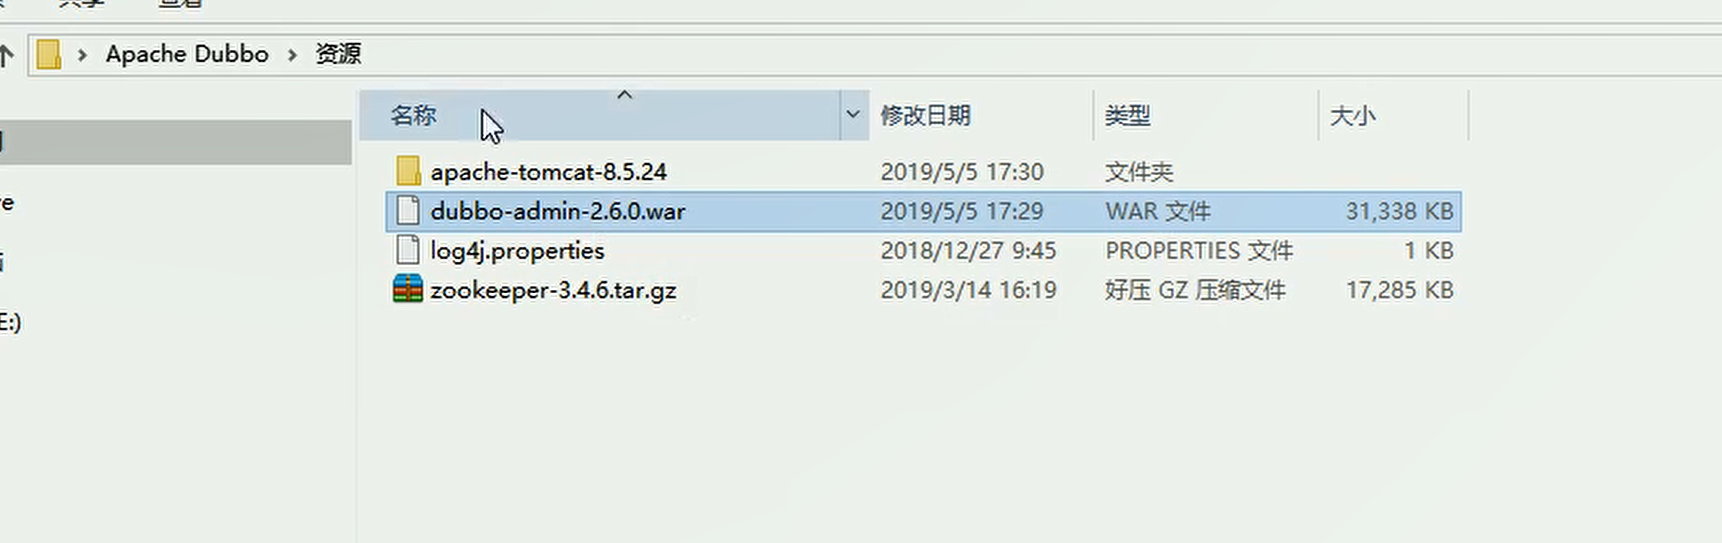 共享 查看
Apache Dubbo 资源
名称 修改日期 类型 大小
apache-tomcat-8.5.24 2019/5/5 17:30 文件夹
dubbo-admin-2.6.0.war 2019/5/5 17:29 WAR 文件 31,338 KB
log4j.properties 2018/12/27 9:45 PROPERTIES 文件 1 KB
zookeeper-3.4.6.tar.gz 2019/3/14 16:19 好压 GZ 压缩文件 17,285 KB
E:)